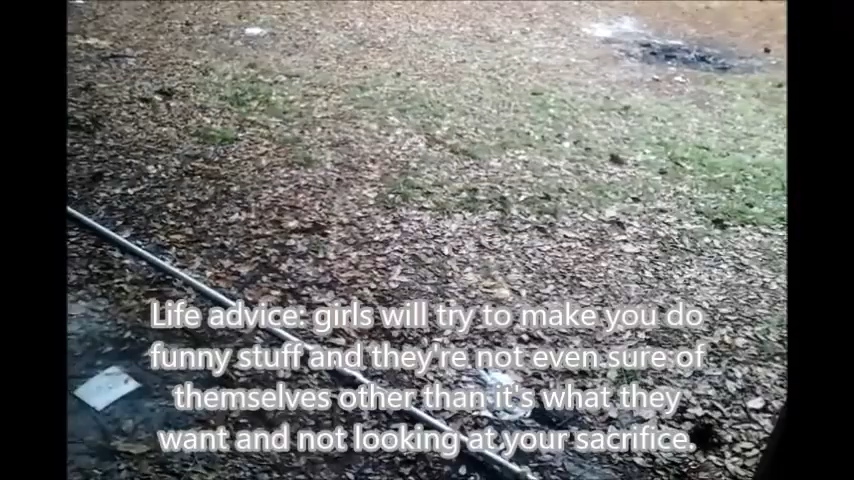 Life advice: girls will try to make you do
funny stuff and they're not even sure of
themselves other than it's what they
want and not looking at your sacrifice.